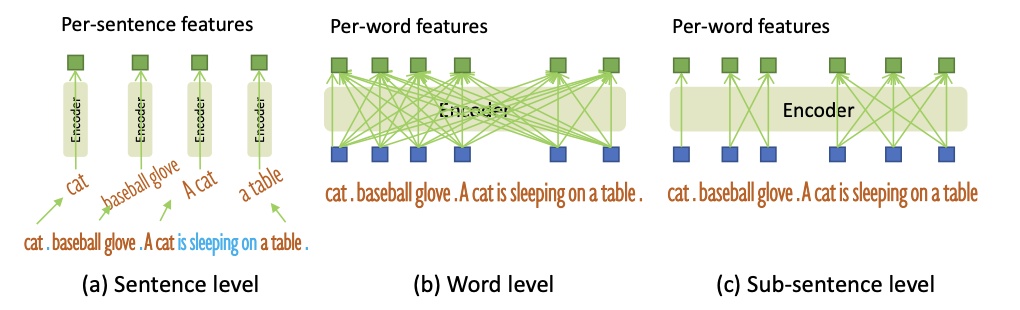 Per-sentence features
Encoder
Encoder
Encoder
Encoder
cat
baseball glove
A cat
a table
cat . baseball glove . A cat is sleeping on a table .
(a) Sentence level
Per-word features
Encoder
cat . baseball glove . A cat is sleeping on a table .
(b) Word level
Per-word features
Encoder
cat . baseball glove . A cat is sleeping on a table
(c) Sub-sentence level